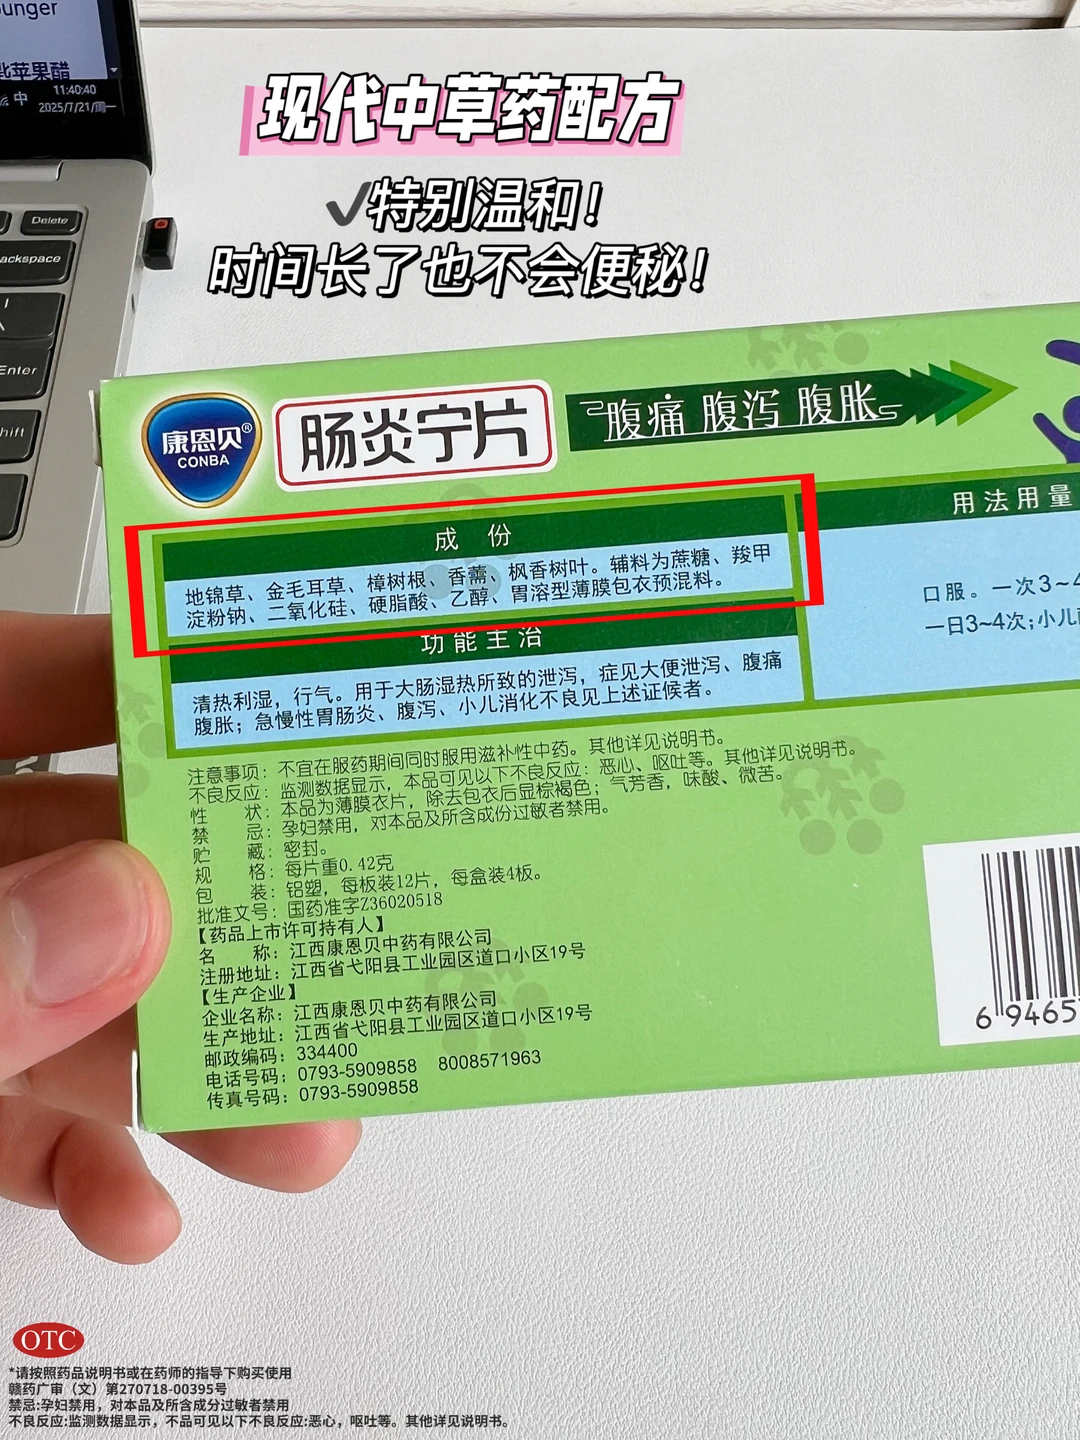 ounger
匙苹果醋
中
11:40:40
2025/7/21/周一
Delete
ackspace
Enter
hift
现代中草药配方
✓特别温和！
时间长了也不会便秘！
康恩贝®
CONBA
肠炎宁片
腹痛 腹泻 腹胀
成 份
地锦草、金毛耳草、樟树根、香薷、枫香树叶。辅料为蔗糖、羧甲
淀粉钠、二氧化硅、硬脂酸、乙醇、胃溶型薄膜包衣预混料。
功能主治
清热利湿，行气。用于大肠湿热所致的泄泻，症见大便泄泻、腹痛
腹胀；急慢性胃肠炎、腹泻、小儿消化不良见上述证候者。
用法用量
口服。一次3~4
一日3~4次；小儿
注意事项：不宜在服药期间同时服用滋补性中药。其他详见说明书。
不良反应：监测数据显示，本品可见以下不良反应：恶心、呕吐等。其他详见说明书。
性 状：本品为薄膜衣片，除去包衣后显棕褐色；气芳香，味酸、微苦。
禁 忌：孕妇禁用，对本品及所含成份过敏者禁用。
贮 藏：密封。
规 格：每片重0.42克
包 装：铝塑，每板装12片，每盒装4板。
批准文号：国药准字Z36020518
【药品上市许可持有人】
名 称：江西康恩贝中药有限公司
注册地址：江西省弋阳县工业园区道口小区19号
【生产企业】
企业名称：江西康恩贝中药有限公司
生产地址：江西省弋阳县工业园区道口小区19号
邮政编码：334400
电话号码：0793-5909858 8008571963
传真号码：0793-5909858
6 9465
OTC
*请按照药品说明书或在药师的指导下购买使用
赣药广审（文）第270718-00395号
禁忌:孕妇禁用，对本品及所含成分过敏者禁用
不良反应:监测数据显示，不品可见以下不良反应:恶心，呕吐等。其他详见说明书。